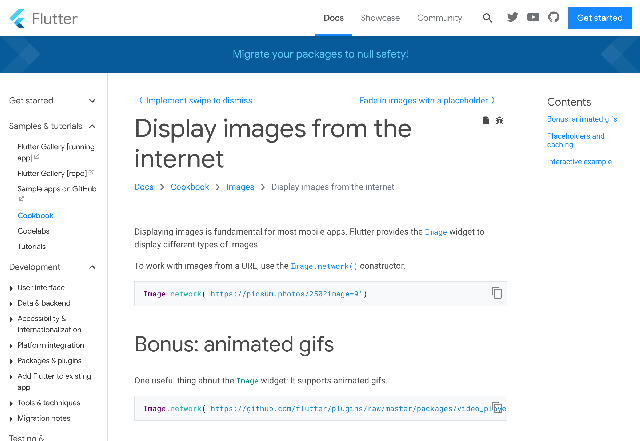 Flutter
Docs
Showcase
Community
Get started
Migrate your packages to null safety!
Get started
Samples & tutorials
Flutter Gallery [running
app]
Flutter Gallery [repo]
Sample apps on GitHub
Cookbook
Codelabs
Tutorials
Development
User interface
Data & backend
Accessibility &
internationalization
Platform integration
Packages & plugins
Add Flutter to existing
app
Tools & techniques
Migration notes
Testing &
Implement swipe to dismiss
Fade in images with a placeholder
Display images from the
internet
Docs
Cookbook
Images
Display images from the internet
Displaying images is fundamental for most mobile apps. Flutter provides the Image widget to
display different types of images.
To work with images from a URL, use the Image.network() constructor.
Image.network('https://picsum.photos/250?image=9')
Bonus: animated gifs
One useful thing about the Image widget: It supports animated gifs.
Image.network( https://github.com/flutter/plugins/raw/master/packages/video_playe
Contents
Bonus: animated gifs
Placeholders and
caching
Interactive example